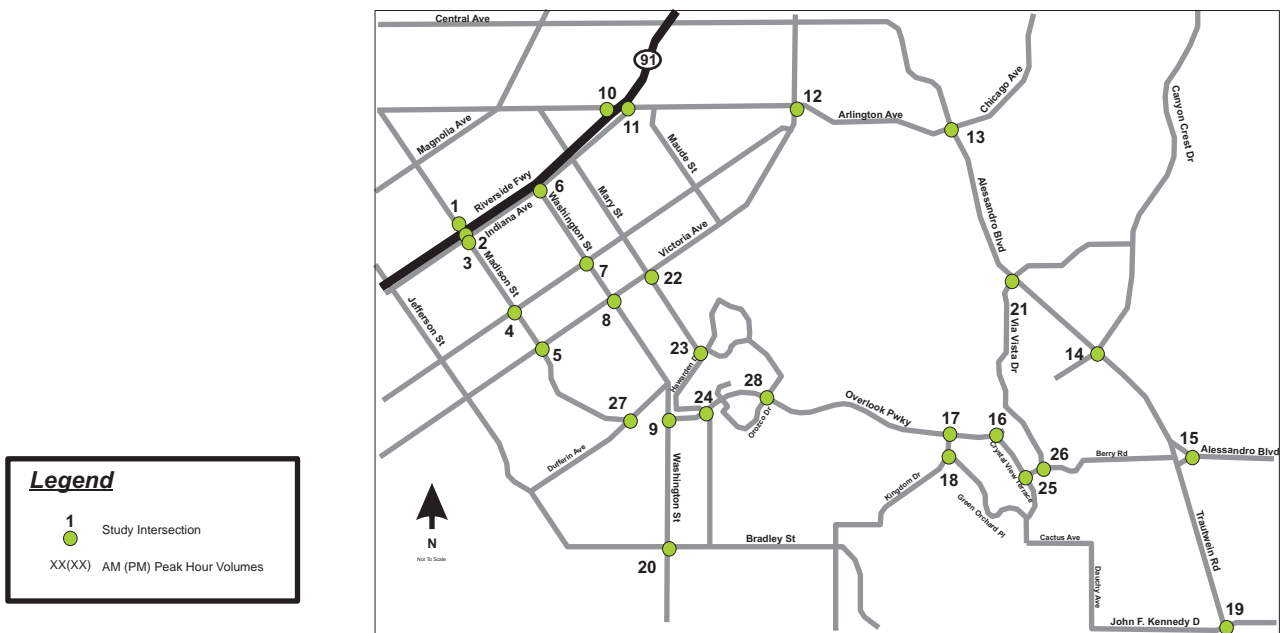 Central Ave
91
10
11
12
Arlington Ave
Chicago Ave
13
Canyon Crest Dr
Magnolia Ave
Maude St
Riverside Fwy
6
1
Indiana Ave
2
3
Washington St
Mary St
Victoria Ave
Alessandro Blvd
Madison St
7
22
8
4
5
Jefferson St
21
Via Vista Dr
14
23
Hawarden D
24
28
Orozco Dr
Overlook Pwky
27
9
Dufferin Ave
17
16
18
Crystal View Terrace
26
25
Berry Rd
15
Alessandro Blvd
Kingdom Dr
Green Orchard Pl
Washington St
Trautwein Rd
N
Not To Scale
20
Bradley St
Cactus Ave
Dauchy Ave
John F. Kennedy D
19
Legend
1
Study Intersection
XX(XX) AM (PM) Peak Hour Volumes